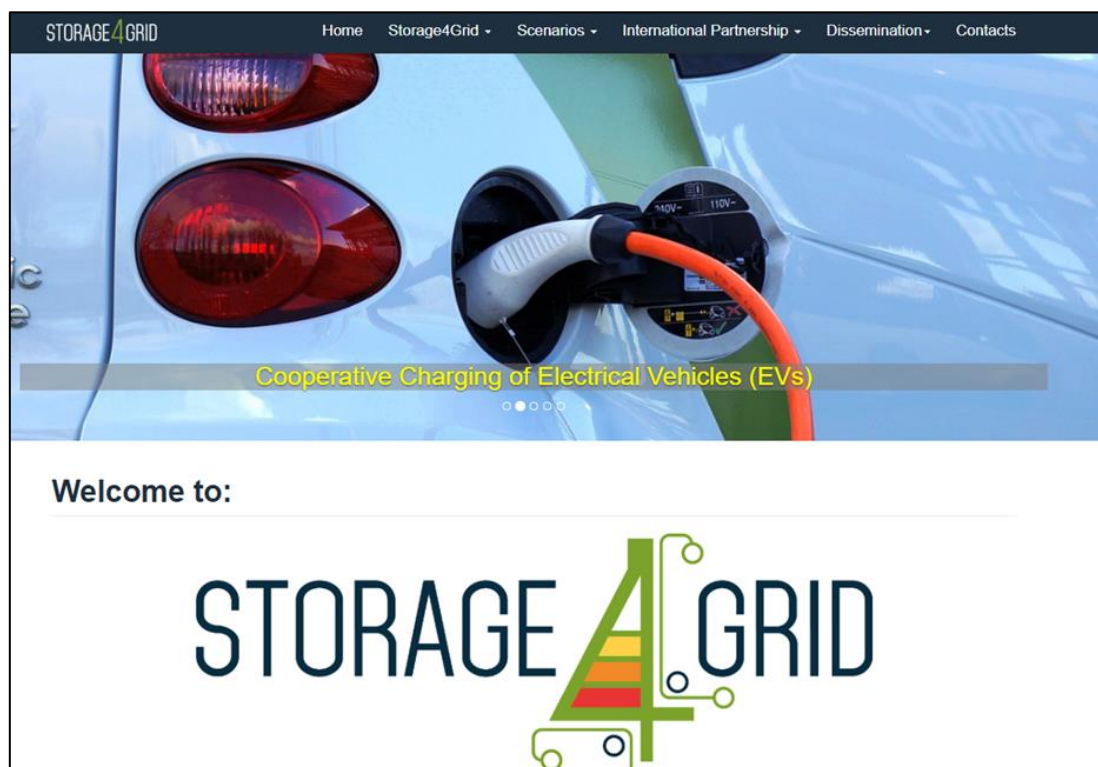 STORAGE4GRID Home Storage4Grid Scenarios International Partnership Dissemination Contacts
240V~ 110V~
ic
e
Cooperative Charging of Electrical Vehicles (EVs)
Welcome to:
STORAGE4GRID